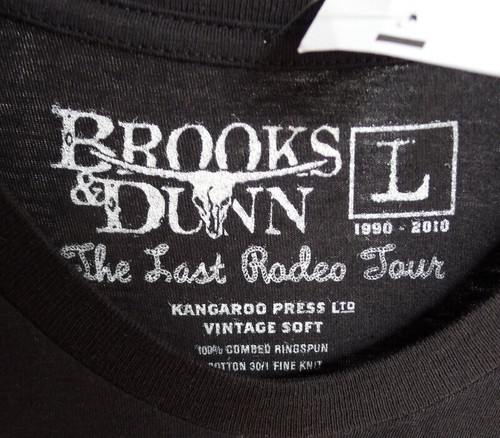 BROOKS
& DUNN
L
1990 - 2010
The Last Rodeo Tour
KANGAROO PRESS LTD
VINTAGE SOFT
100% COMBED RINGSPUN
COTTON 30/1 FINE KNIT